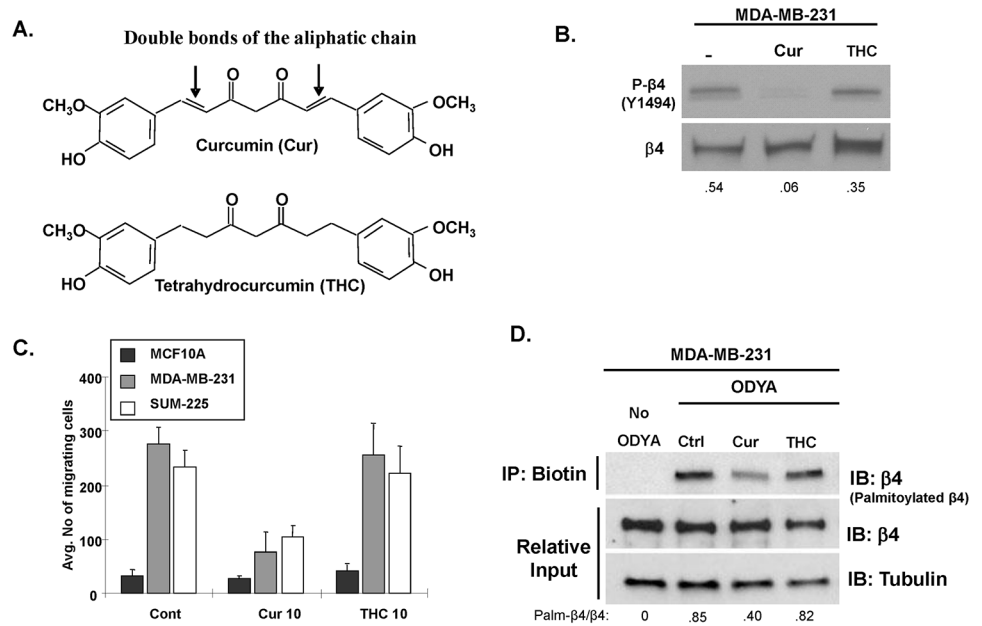 A.
Double bonds of the aliphatic chain
O O
CH₃O OCH₃
HO OH
Curcumin (Cur)
O O
CH₃O OCH₃
HO OH
Tetrahydrocurcumin (THC)
B.
MDA-MB-231
- Cur THC
P-β4
(Y1494)
β4
.54 .06 .35
C.
MCF10A
MDA-MB-231
SUM-225
Avg. No of migrating cells
400
300
200
100
0
Cont Cur 10 THC 10
D.
MDA-MB-231
ODYA
No
ODYA Ctrl Cur THC
IP: Biotin
IB: β4
(Palmitoylated β4)
Relative
Input
IB: β4
IB: Tubulin
Palm-β4/β4: 0 .85 .40 .82